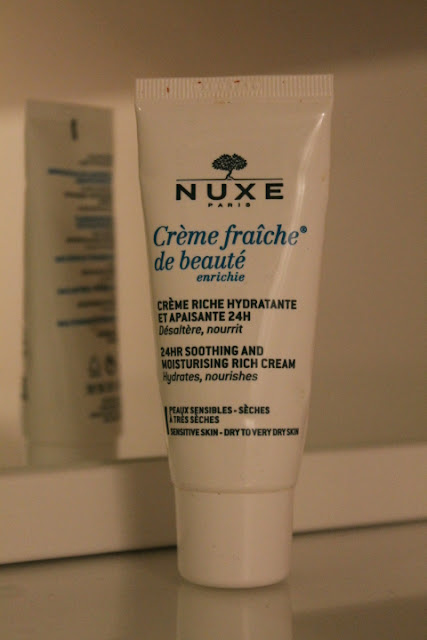 NUXE
PARIS
Crème fraîche®
de beauté
enrichie
CRÈME RICHE HYDRATANTE
ET APAISANTE 24H
Désaltère, nourrit
24HR SOOTHING AND
MOISTURISING RICH CREAM
Hydrates, nourishes
PEAUX SENSIBLES - SÈCHES
À TRÈS SÈCHES
SENSITIVE SKIN - DRY TO VERY DRY SKIN